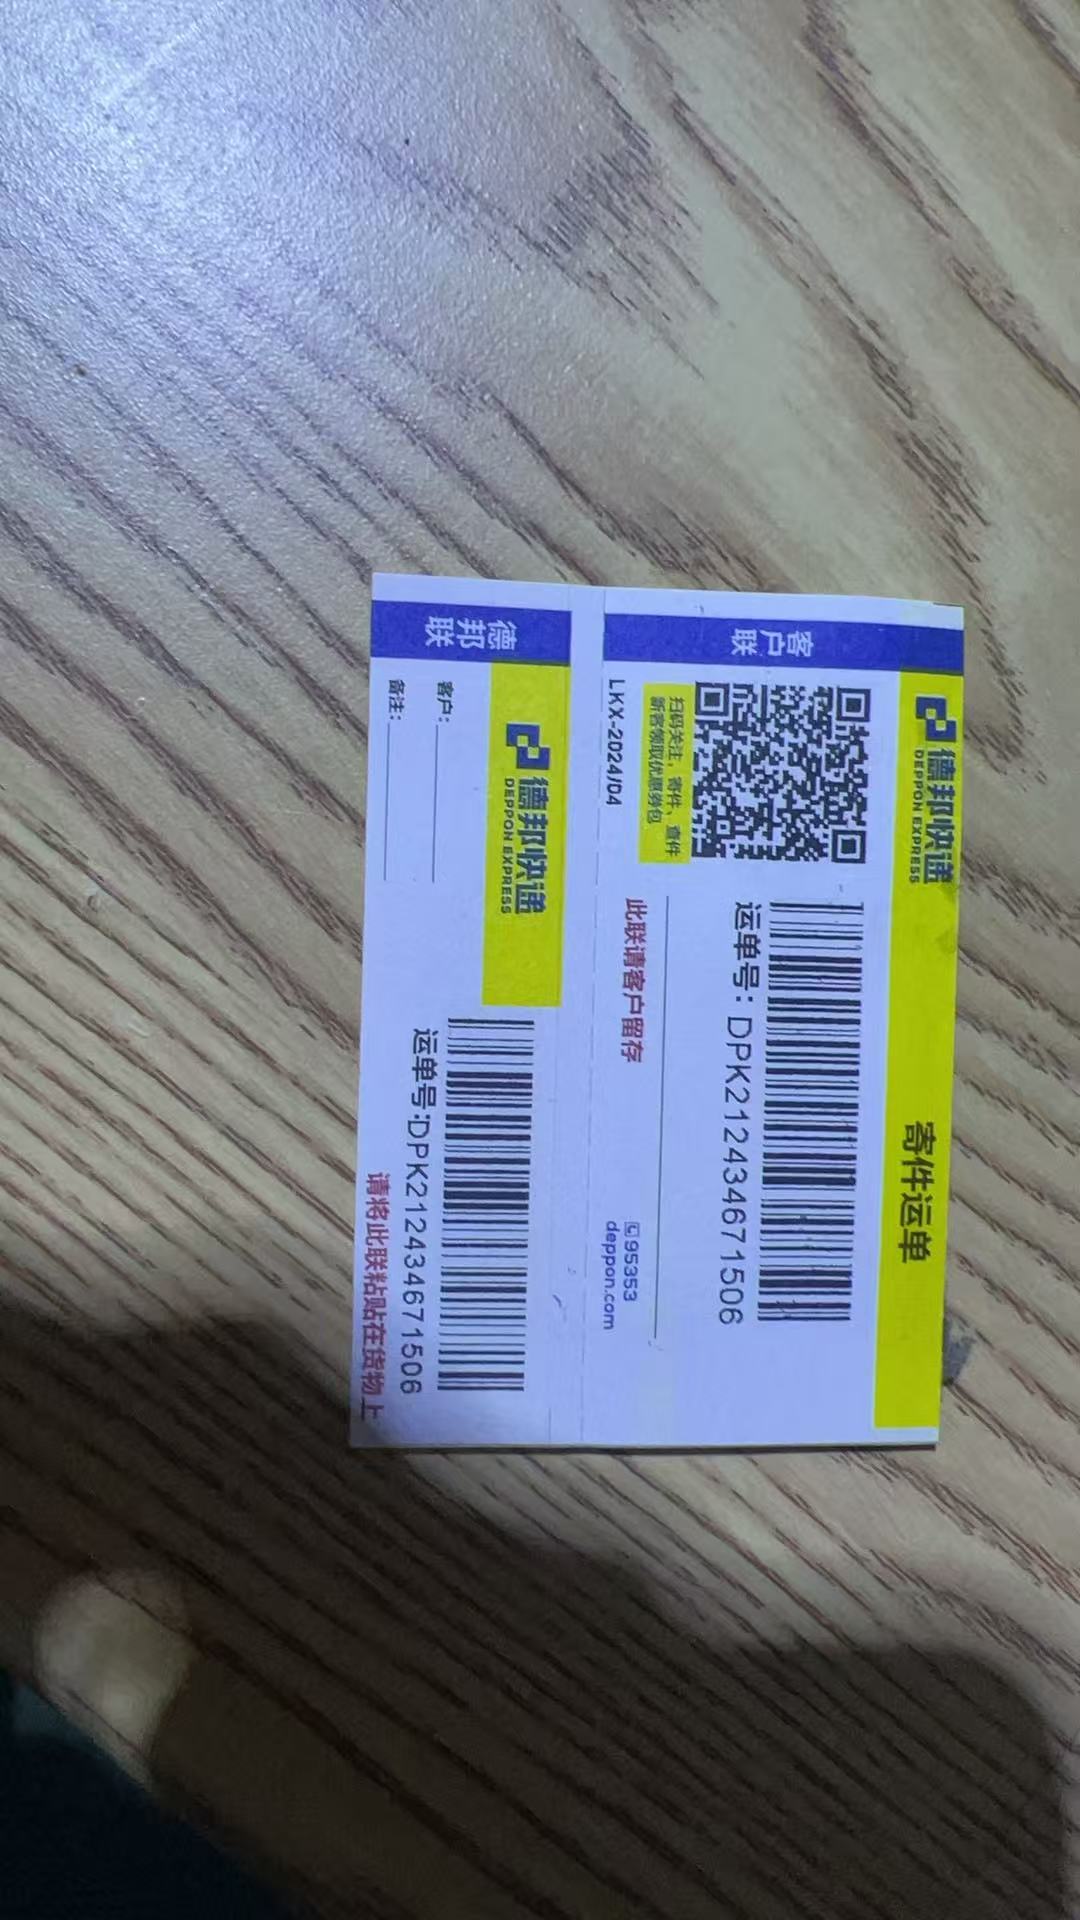 德邦快递
DEPPON EXPRESS
寄件运单
客户联
扫码关注，寄件、查件
新客领取优惠券包
LKX-2024/D4
运单号：DPK212434671506
此联请客户留存
95353
deppon.com
德邦联
德邦快递
DEPPON EXPRESS
客户：
备注：
运单号:DPK212434671506
请将此联粘贴在货物上